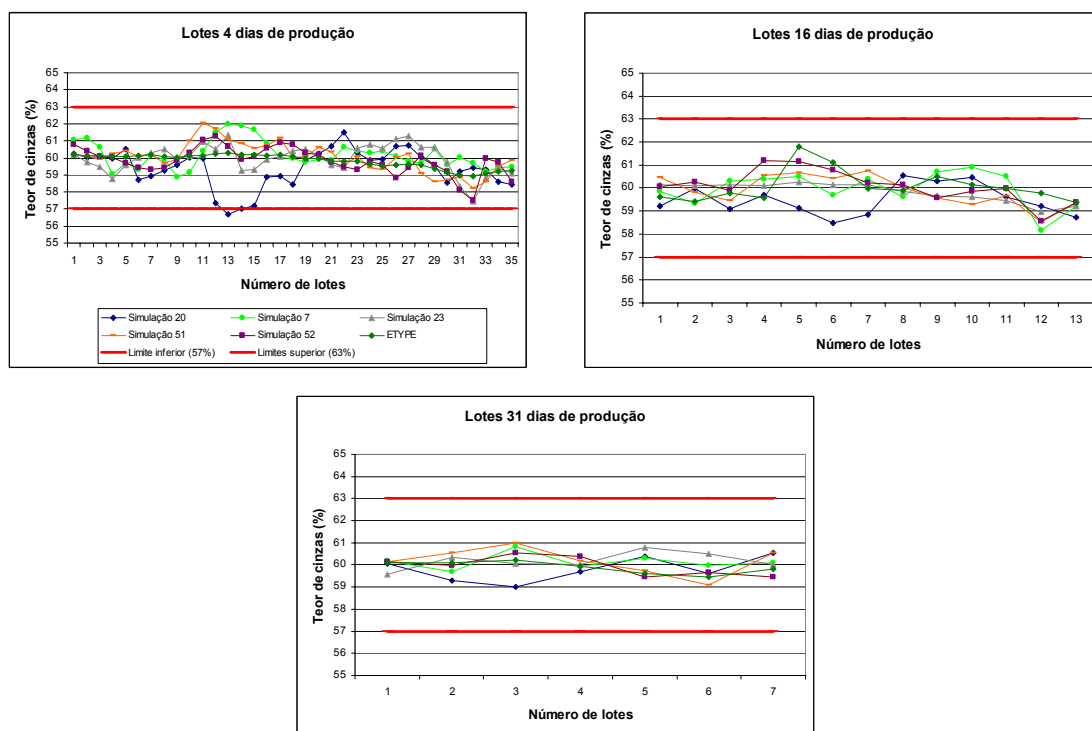 Lotes 4 dias de produção
Teor de cinzas (%)
65
64
63
62
61
60
59
58
57
56
55
1 3 5 7 9 11 13 15 17 19 21 23 25 27 29 31 33 35
Número de lotes
Simulação 20 Simulação 7 Simulação 23
Simulação 51 Simulação 52 ETYPE
Limite inferior (57%) Limites superior (63%)
Lotes 16 dias de produção
Teor de cinzas (%)
65
64
63
62
61
60
59
58
57
56
55
1 2 3 4 5 6 7 8 9 10 11 12 13
Número de lotes
Lotes 31 dias de produção
Teor de cinzas (%)
65
64
63
62
61
60
59
58
57
56
55
1 2 3 4 5 6 7
Número de lotes